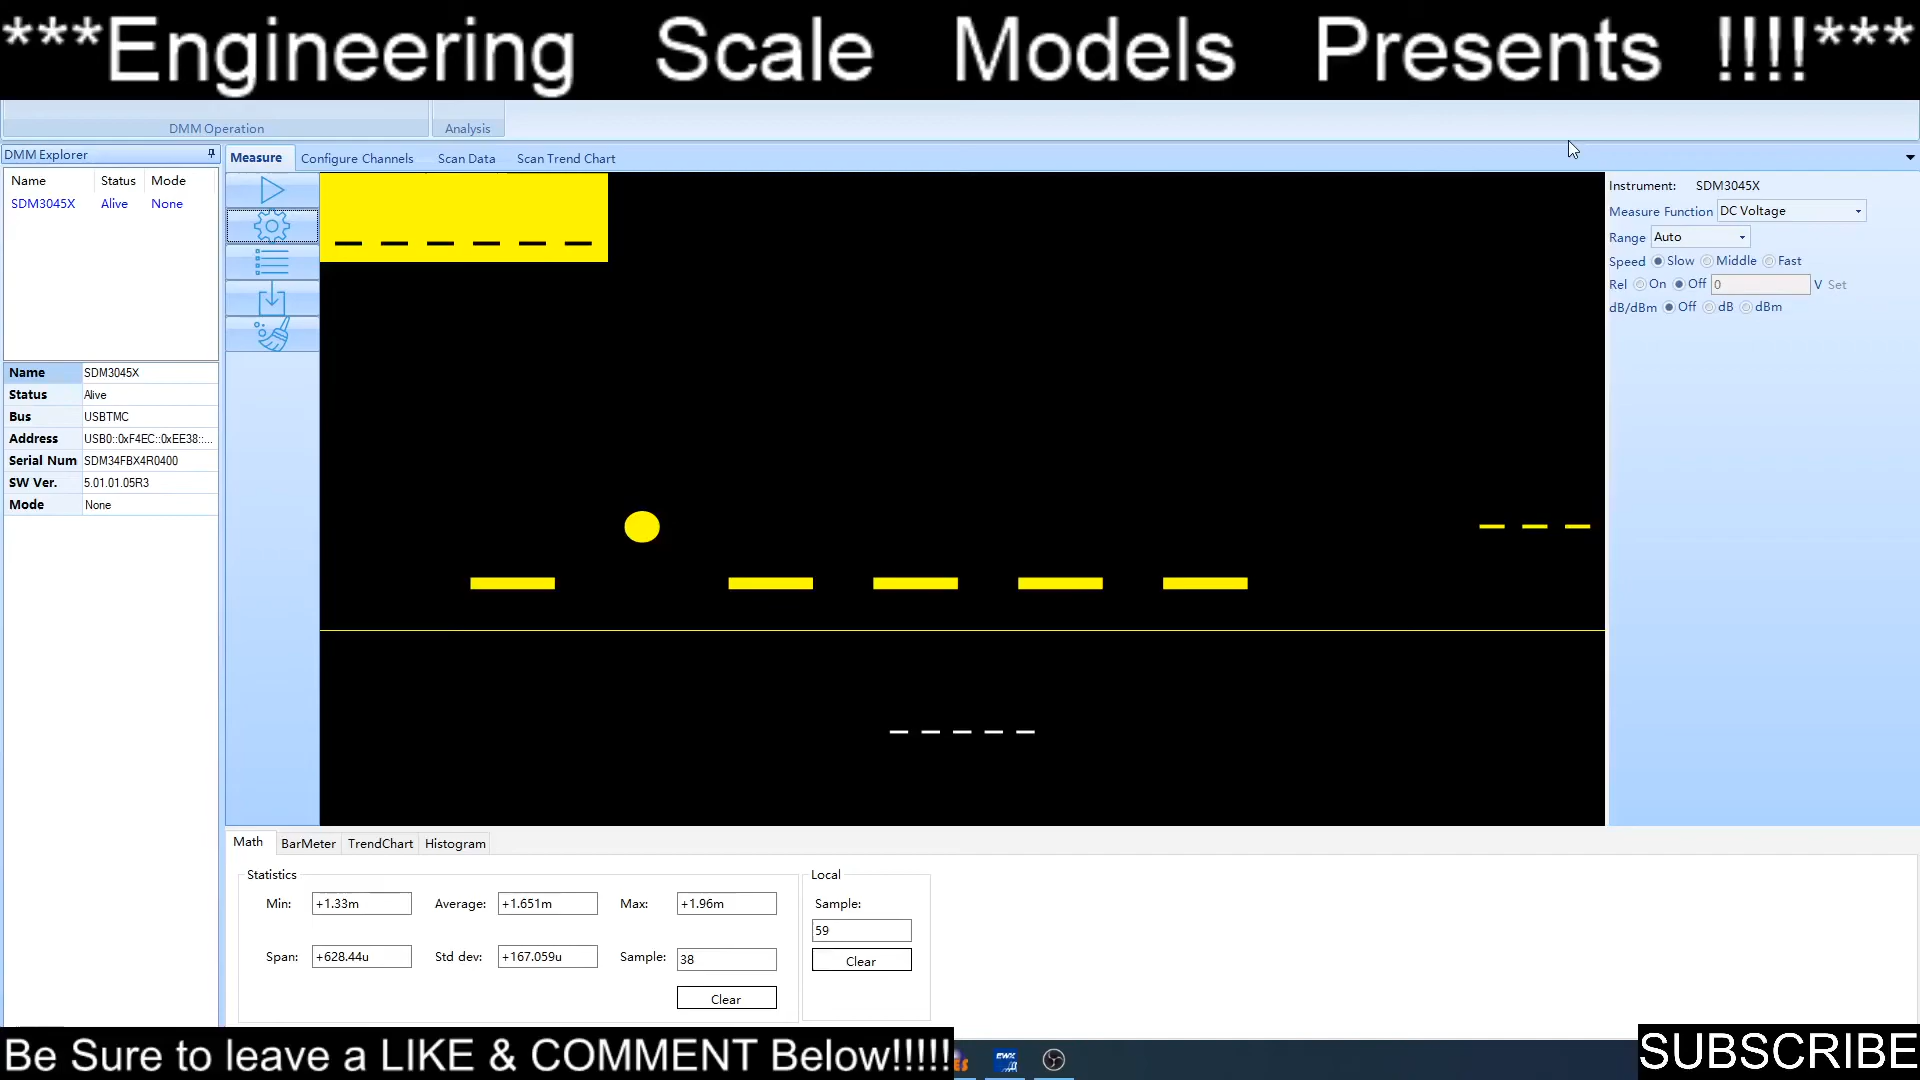 ***Engineering Scale Models Presents !!!!***
DMM Operation
Analysis
DMM Explorer
Name Status Mode
SDM3045X Alive None
Name SDM3045X
Status Alive
Bus USBTMC
Address USB0::0xF4EC::0xEE38::...
Serial Num SDM34FBX4R0400
SW Ver. 5.01.01.05R3
Mode None
Measure Configure Channels Scan Data Scan Trend Chart
Instrument: SDM3045X
Measure Function DC Voltage
Range Auto
Speed Slow Middle Fast
Rel On Off 0 V Set
dB/dBm Off dB dBm
Math BarMeter TrendChart Histogram
Statistics
Min: +1.33m Average: +1.651m Max: +1.96m
Span: +628.44u Std dev: +167.059u Sample: 38
Clear
Local
Sample:
59
Clear
Be Sure to leave a LIKE & COMMENT Below!!!!!
EWX
SUBSCRIBE